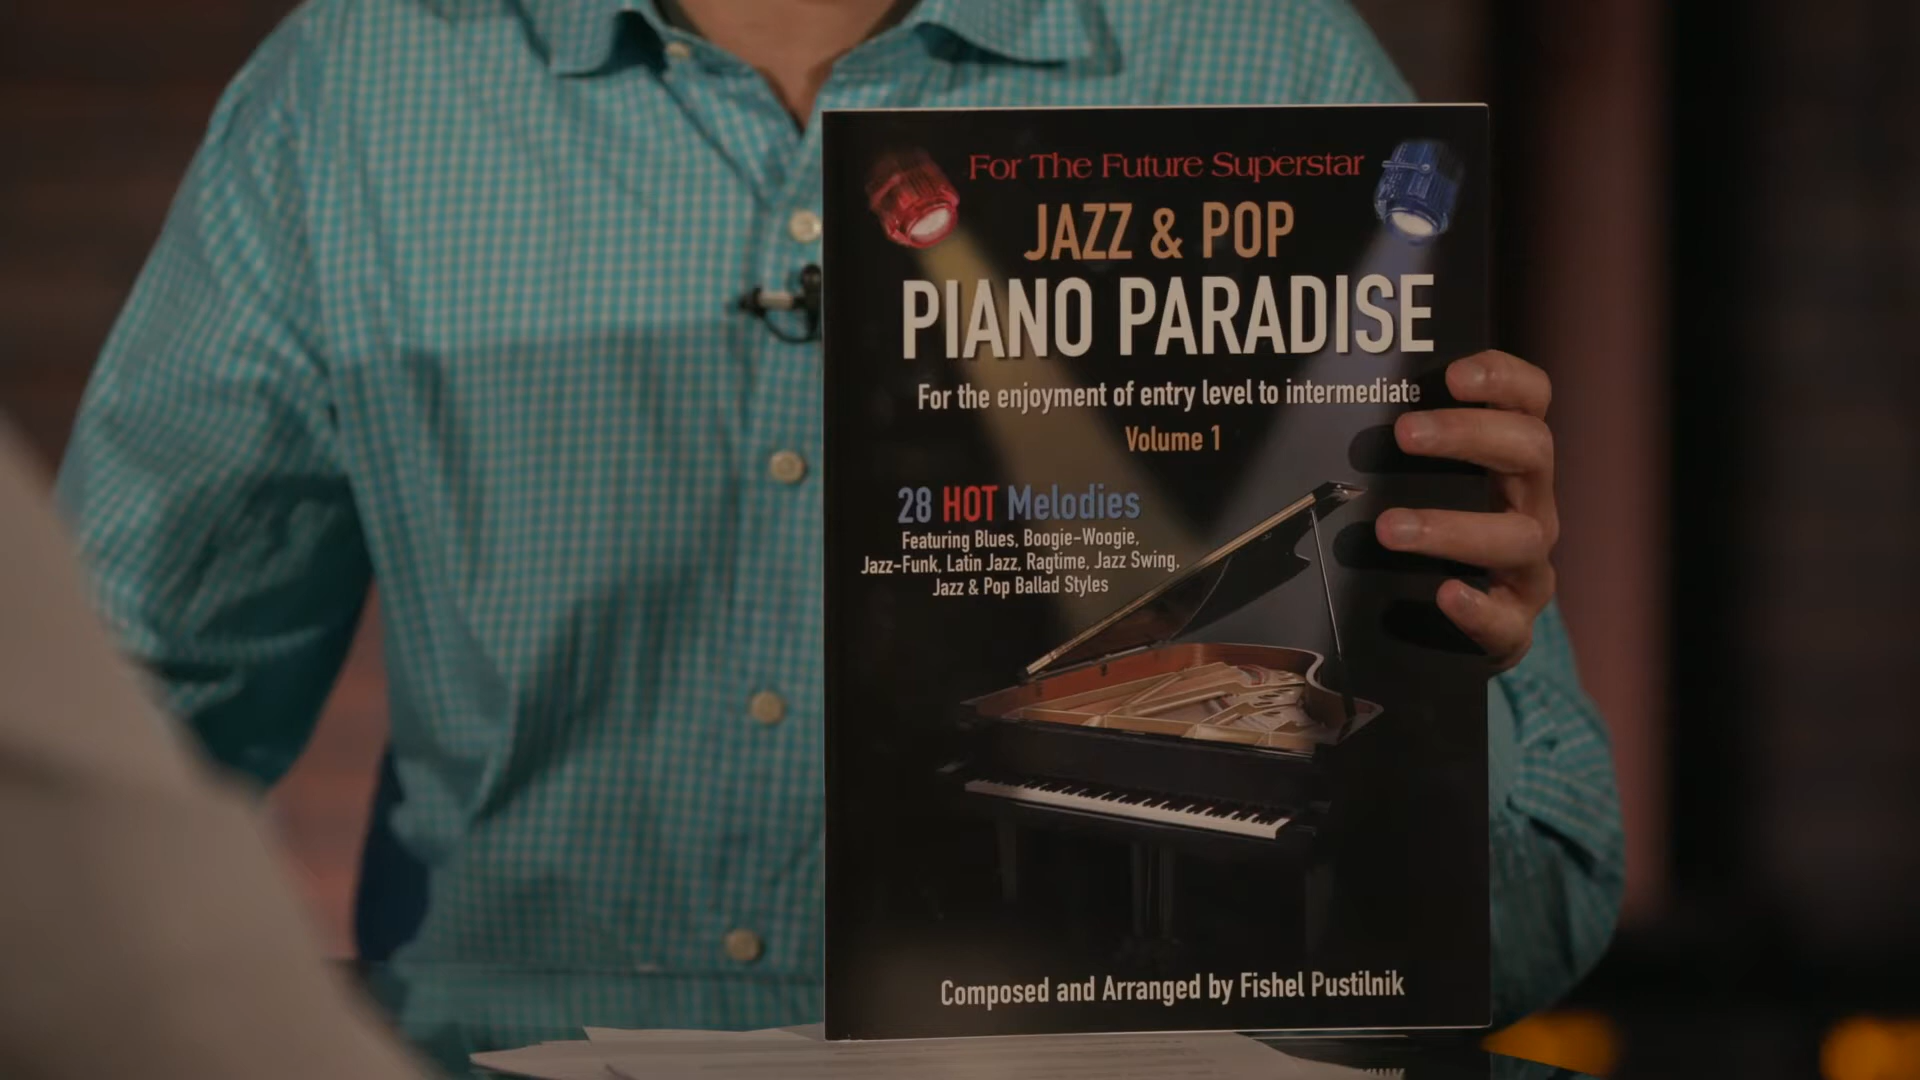 For The Future Superstar
JAZZ & POP
PIANO PARADISE
For the enjoyment of entry level to intermediate
Volume 1
28 HOT Melodies
Featuring Blues, Boogie-Woogie,
Jazz-Funk, Latin Jazz, Ragtime, Jazz Swing,
Jazz & Pop Ballad Styles
Composed and Arranged by Fishel Pustilnik